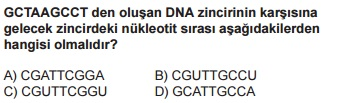 GCTAAGCCT den oluşan DNA zincirinin karşısına
gelecek zincirdeki nükleotit sırası aşağıdakilerden
hangisi olmalıdır?
A) CGATTCGGA B) CGUTTGCCU
C) CGUTTCGGU D) GCATTGCCA